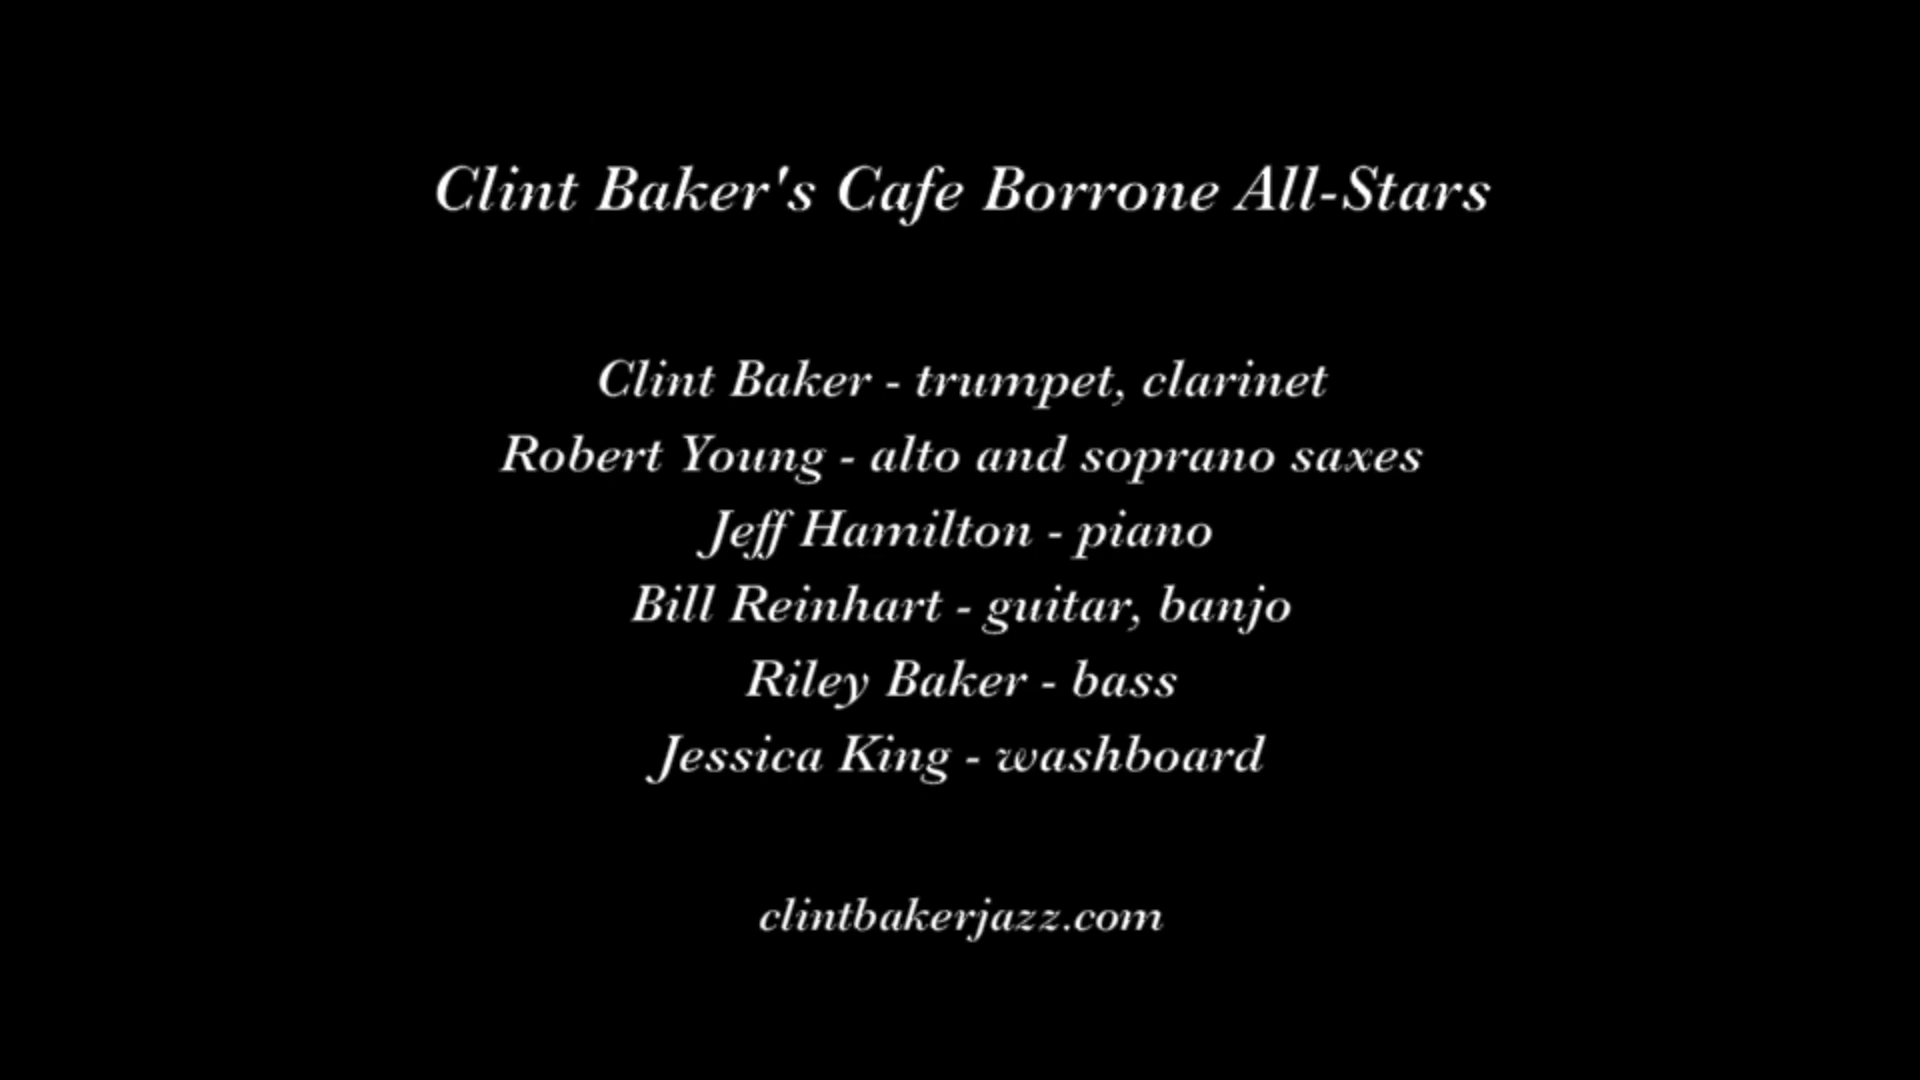 Clint Baker's Cafe Borrone All-Stars
Clint Baker - trumpet, clarinet
Robert Young - alto and soprano saxes
Jeff Hamilton - piano
Bill Reinhart - guitar, banjo
Riley Baker - bass
Jessica King - washboard
clintbakerjazz.com